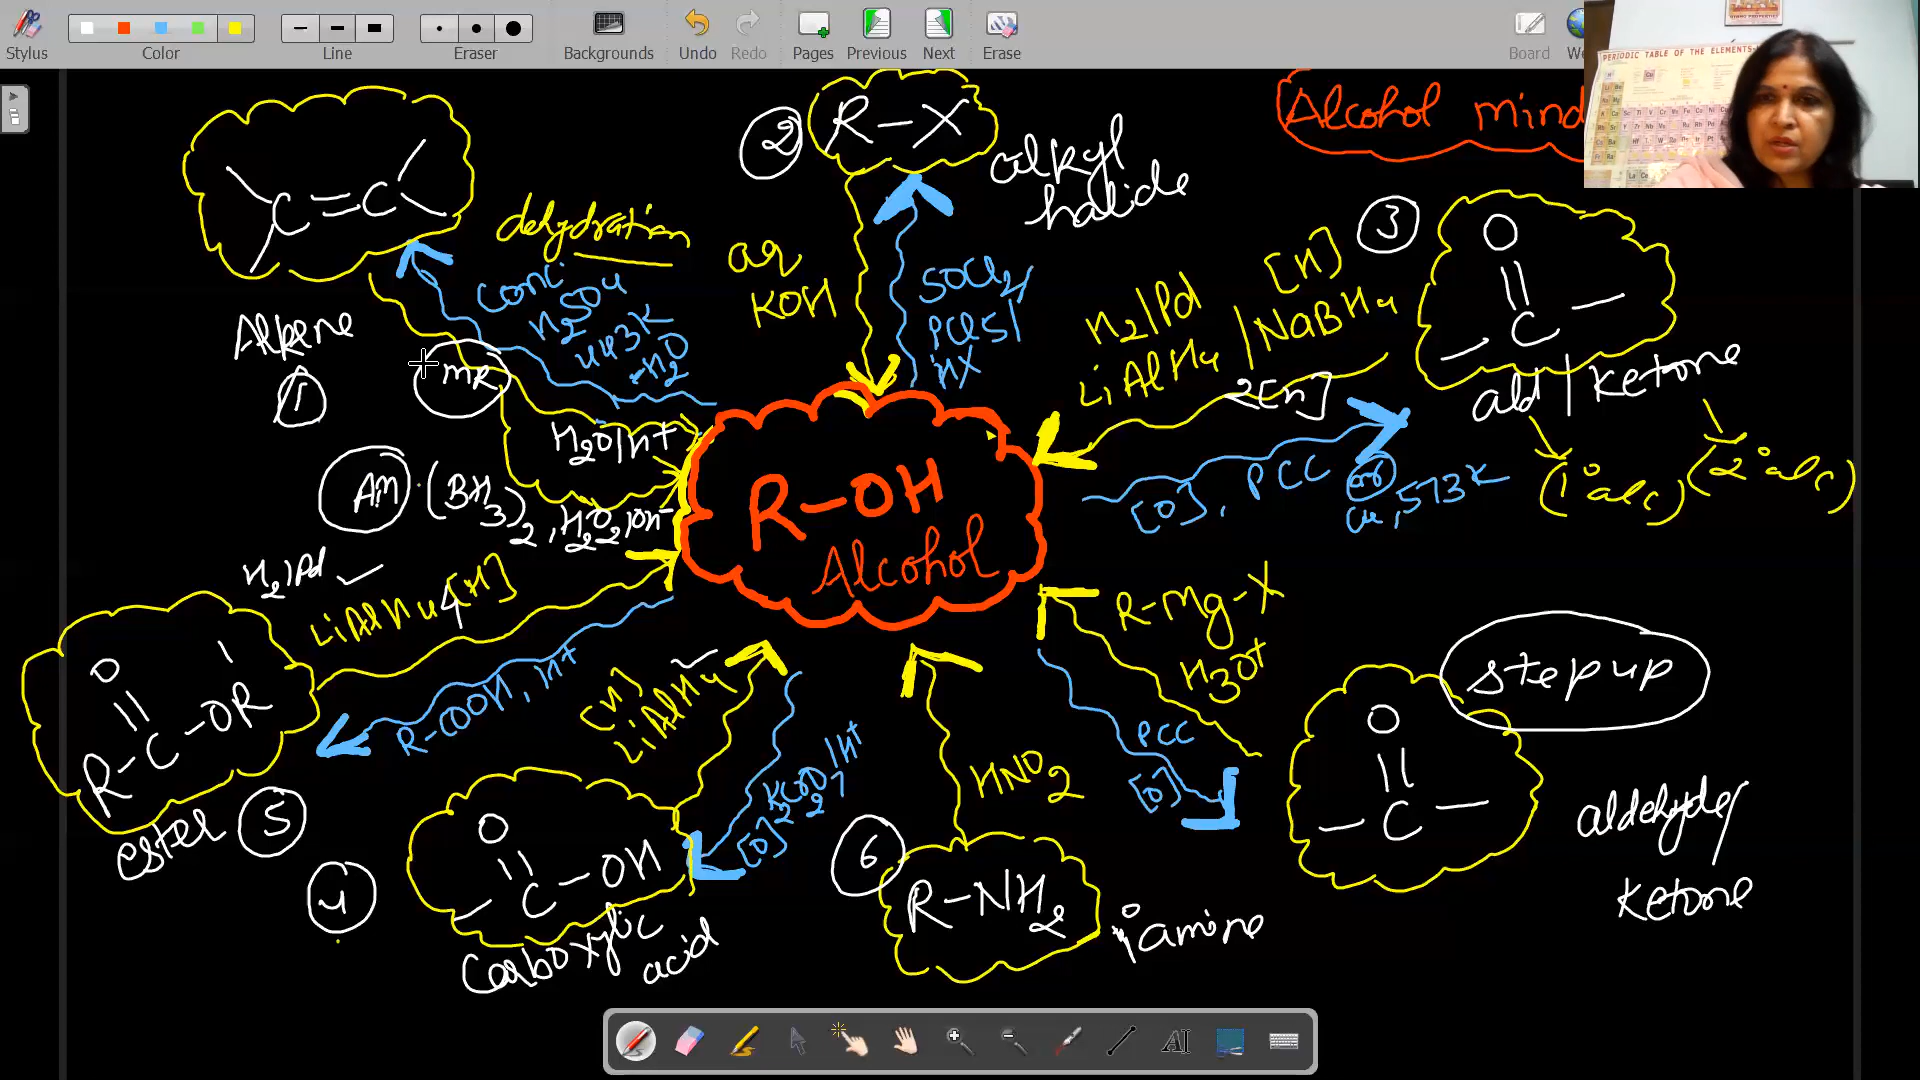 Stylus
Color
Line
Eraser
Backgrounds
Undo
Redo
Pages
Previous
Next
Erase
Board
PERIODIC TABLE OF THE ELEMENTS
Alcohol mind
C=C
Alkene
1
dehydration
conc
H2SO4
443K
-H2O
MR
H2O/H+
AM (BH3)2, H2O2, OH-
2
R-X
alkyl
halide
aq
KOH
SOCl2/
PCl5/
HX
3
O
C
ald/ketone
(1° alc) (2° alc)
H2/Pd [H]
LiAlH4/NaBH4
2[H]
[O], PCC or
Cu, 573K
R-OH
Alcohol
H2/Pd ✓
LiAlH4 [H]
O
R-C-OR
ester 5
R-COOH, H+
[H]
LiAlH4
K2Cr2O7/H+
[O]
4
O
C-OH
Carboxylic
acid
6
HNO2
R-NH2
1° amine
R-Mg-X
H3O+
PCC
[O]
step up
O
C
aldehyde/
ketone